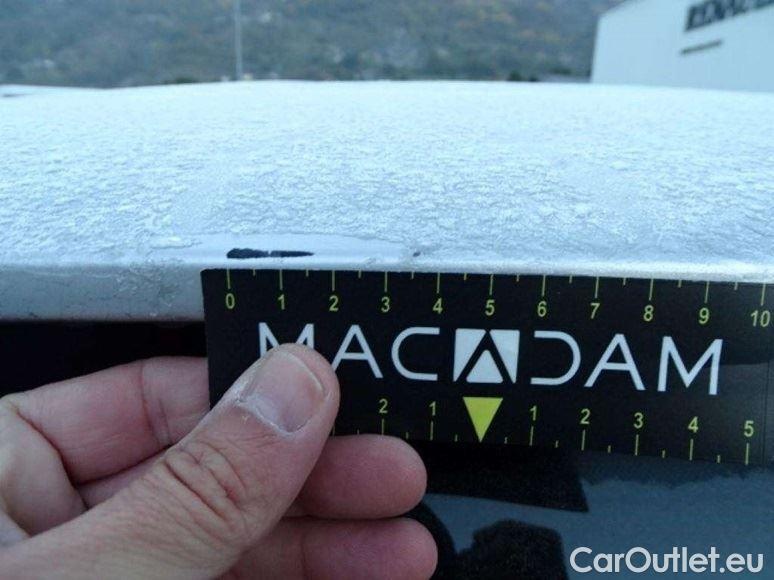 RENAULT
0 1 2 3 4 5 6 7 8 9 10
MACADAM
2 1 1 2 3 4 5
CarOutlet.eu